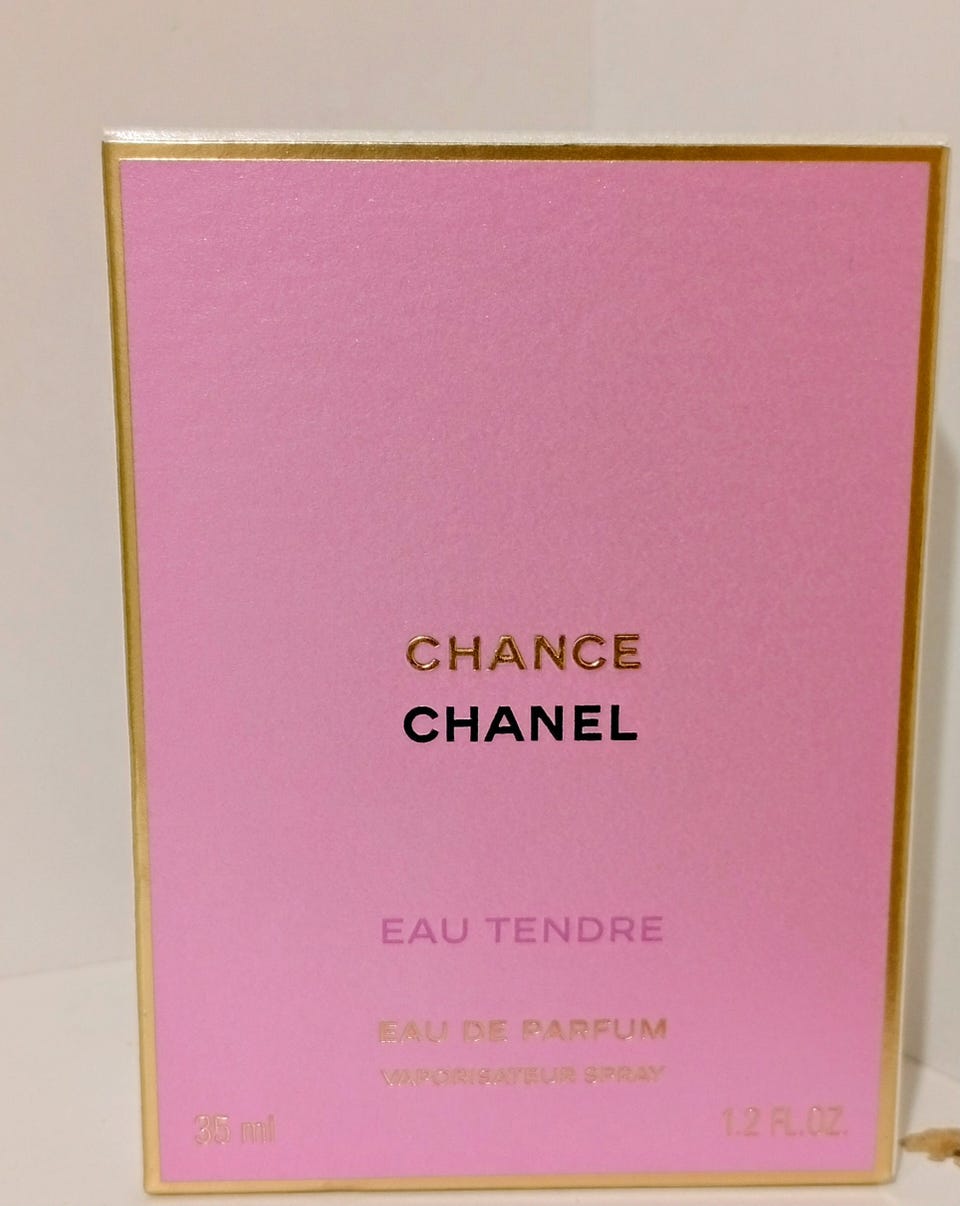 CHANCE
CHANEL
EAU TENDRE
EAU DE PARFUM
VAPORISATEUR SPRAY
35 ml 1.2 FL.OZ.